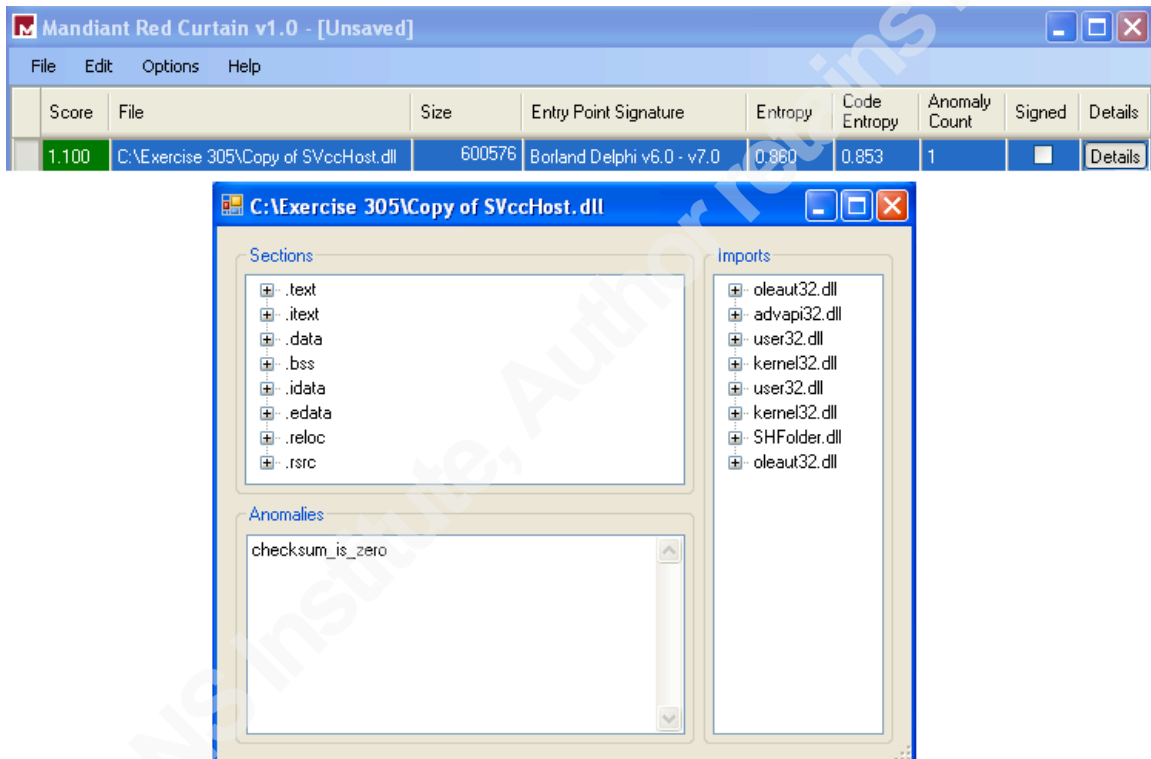 Mandiant Red Curtain v1.0 - [Unsaved]
File Edit Options Help
Score File Size Entry Point Signature Entropy Code Entropy Anomaly Count Signed Details
1.100 C:\Exercise 305\Copy of SVccHost.dll 600576 Borland Delphi v6.0 - v7.0 0.860 0.853 1 Details
C:\Exercise 305\Copy of SVccHost.dll
Sections
.text
.itext
.data
.bss
.idata
.edata
.reloc
.rsrc
Imports
oleaut32.dll
advapi32.dll
user32.dll
kernel32.dll
user32.dll
kernel32.dll
SHFolder.dll
oleaut32.dll
Anomalies
checksum_is_zero
NS Institute, Author retains